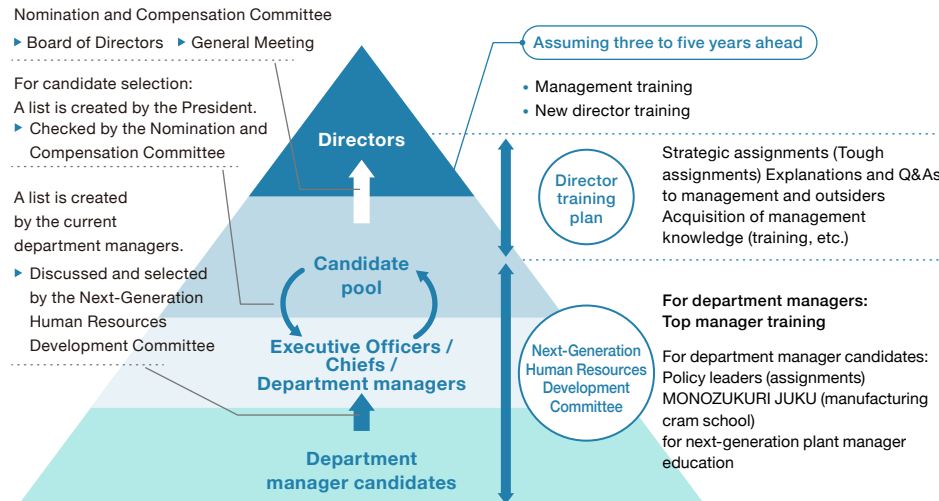 Nomination and Compensation Committee
▶ Board of Directors ▶ General Meeting
For candidate selection:
A list is created by the President.
▶ Checked by the Nomination and
Compensation Committee
A list is created
by the current
department managers.
▶ Discussed and selected
by the Next-Generation
Human Resources
Development Committee
Directors
Candidate
pool
Executive Officers /
Chiefs /
Department managers
Department
manager candidates
Assuming three to five years ahead
• Management training
• New director training
Director
training
plan
Strategic assignments (Tough
assignments) Explanations and Q&As
to management and outsiders
Acquisition of management
knowledge (training, etc.)
Next-Generation
Human Resources
Development
Committee
For department managers:
Top manager training
For department manager candidates:
Policy leaders (assignments)
MONOZUKURI JUKU (manufacturing
cram school)
for next-generation plant manager
education